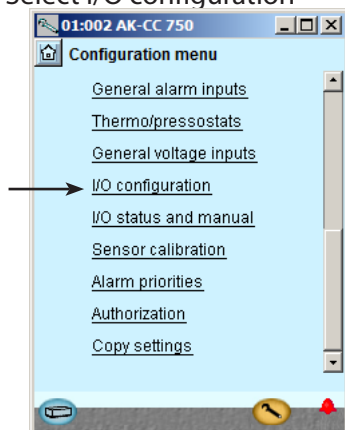 Select I/O configuration
01:002 AK-CC 750
Configuration menu
General alarm inputs
Thermo/pressostats
General voltage inputs
I/O configuration
I/O status and manual
Sensor calibration
Alarm priorities
Authorization
Copy settings